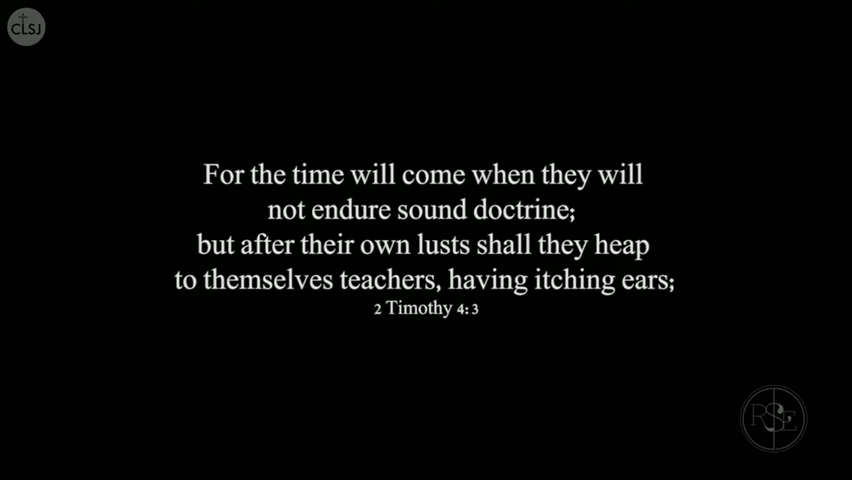 CLSJ
For the time will come when they will
not endure sound doctrine;
but after their own lusts shall they heap
to themselves teachers, having itching ears;
2 Timothy 4:3
RSE